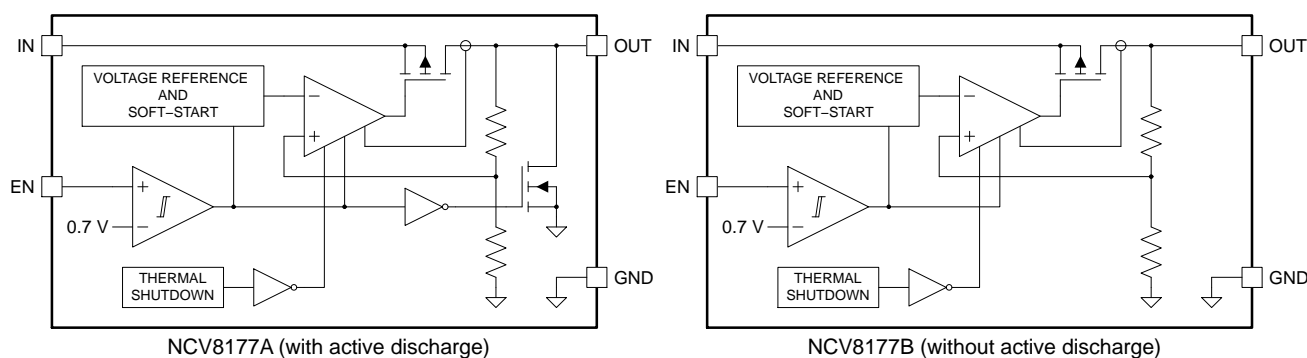 IN
OUT
VOLTAGE REFERENCE
AND
SOFT−START
−
+
EN
+
0.7 V
−
THERMAL
SHUTDOWN
GND
NCV8177A (with active discharge)
IN
OUT
VOLTAGE REFERENCE
AND
SOFT−START
−
+
EN
+
0.7 V
−
THERMAL
SHUTDOWN
GND
NCV8177B (without active discharge)